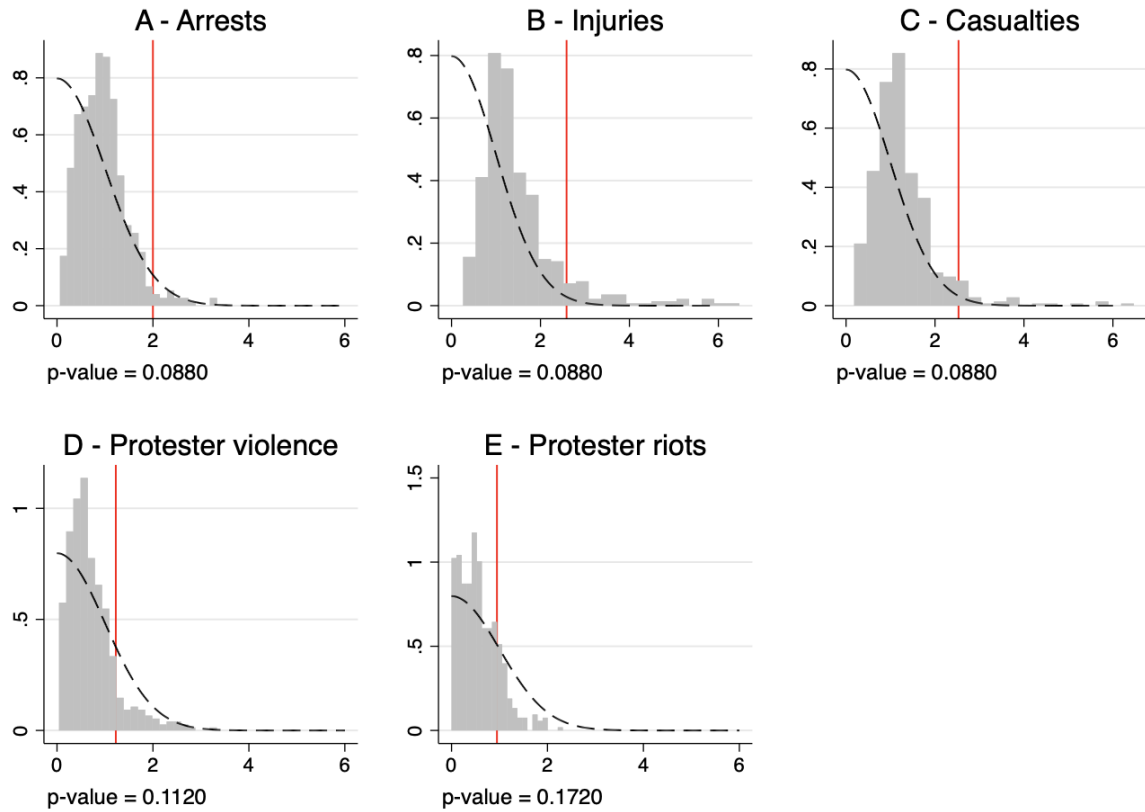 A - Arrests
.8
.6
.4
.2
0
0 2 4 6
p-value = 0.0880
B - Injuries
.8
.6
.4
.2
0
0 2 4 6
p-value = 0.0880
C - Casualties
.8
.6
.4
.2
0
0 2 4 6
p-value = 0.0880
D - Protester violence
1
.5
0
0 2 4 6
p-value = 0.1120
E - Protester riots
1.5
1
.5
0
0 2 4 6
p-value = 0.1720